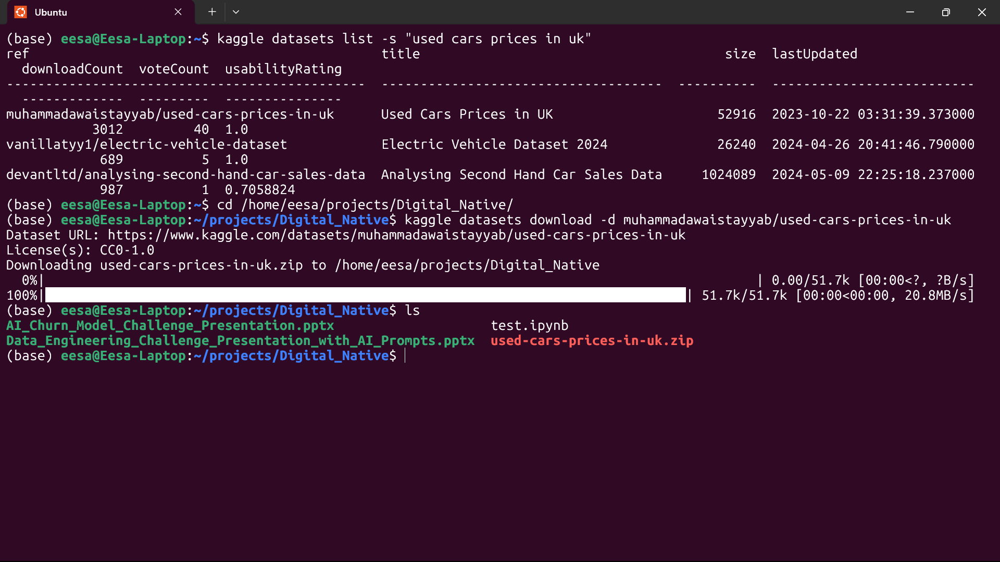 Ubuntu
(base) eesa@Eesa-Laptop:~$ kaggle datasets list -s "used cars prices in uk"
ref                                             title                                      size  lastUpdated
  downloadCount  voteCount  usabilityRating
----------------------------------------------  ------------------------------------  ----------  --------------------------
  -------------  ---------  ---------------
muhammadawaistayyab/used-cars-prices-in-uk      Used Cars Prices in UK                     52916  2023-10-22 03:31:39.373000
           3012         40  1.0
vanillatyy1/electric-vehicle-dataset            Electric Vehicle Dataset 2024              26240  2024-04-26 20:41:46.790000
            689          5  1.0
devantltd/analysing-second-hand-car-sales-data  Analysing Second Hand Car Sales Data     1024089  2024-05-09 22:25:18.237000
            987          1  0.7058824
(base) eesa@Eesa-Laptop:~$ cd /home/eesa/projects/Digital_Native/
(base) eesa@Eesa-Laptop:~/projects/Digital_Native$ kaggle datasets download -d muhammadawaistayyab/used-cars-prices-in-uk
Dataset URL: https://www.kaggle.com/datasets/muhammadawaistayyab/used-cars-prices-in-uk
License(s): CC0-1.0
Downloading used-cars-prices-in-uk.zip to /home/eesa/projects/Digital_Native
  0%|                                                                                            | 0.00/51.7k [00:00<?, ?B/s]
100%|                                                                                   | 51.7k/51.7k [00:00<00:00, 20.8MB/s]
(base) eesa@Eesa-Laptop:~/projects/Digital_Native$ ls
AI_Churn_Model_Challenge_Presentation.pptx                    test.ipynb
Data_Engineering_Challenge_Presentation_with_AI_Prompts.pptx  used-cars-prices-in-uk.zip
(base) eesa@Eesa-Laptop:~/projects/Digital_Native$